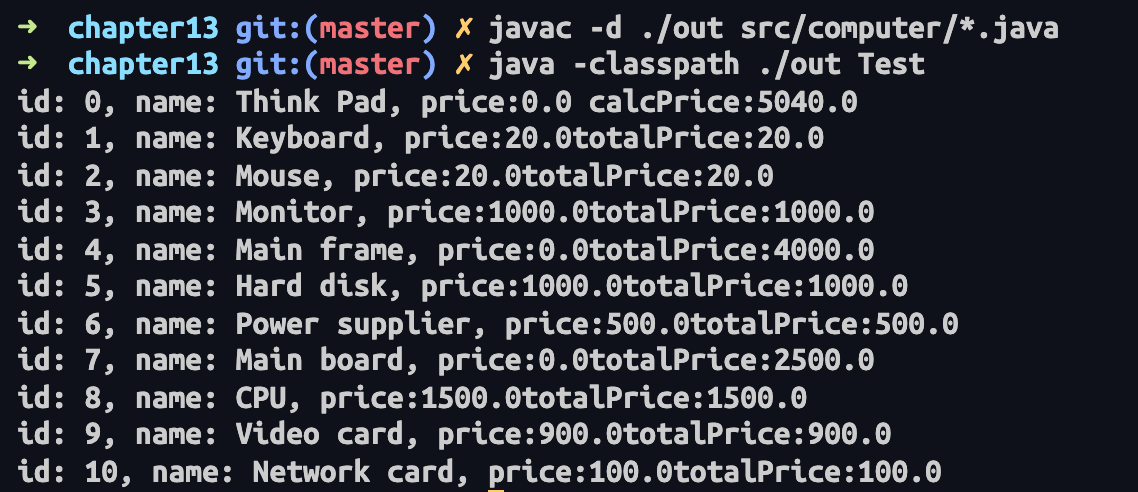 ➜  chapter13 git:(master) ✗ javac -d ./out src/computer/*.java
➜  chapter13 git:(master) ✗ java -classpath ./out Test
id: 0, name: Think Pad, price:0.0 calcPrice:5040.0
id: 1, name: Keyboard, price:20.0totalPrice:20.0
id: 2, name: Mouse, price:20.0totalPrice:20.0
id: 3, name: Monitor, price:1000.0totalPrice:1000.0
id: 4, name: Main frame, price:0.0totalPrice:4000.0
id: 5, name: Hard disk, price:1000.0totalPrice:1000.0
id: 6, name: Power supplier, price:500.0totalPrice:500.0
id: 7, name: Main board, price:0.0totalPrice:2500.0
id: 8, name: CPU, price:1500.0totalPrice:1500.0
id: 9, name: Video card, price:900.0totalPrice:900.0
id: 10, name: Network card, price:100.0totalPrice:100.0